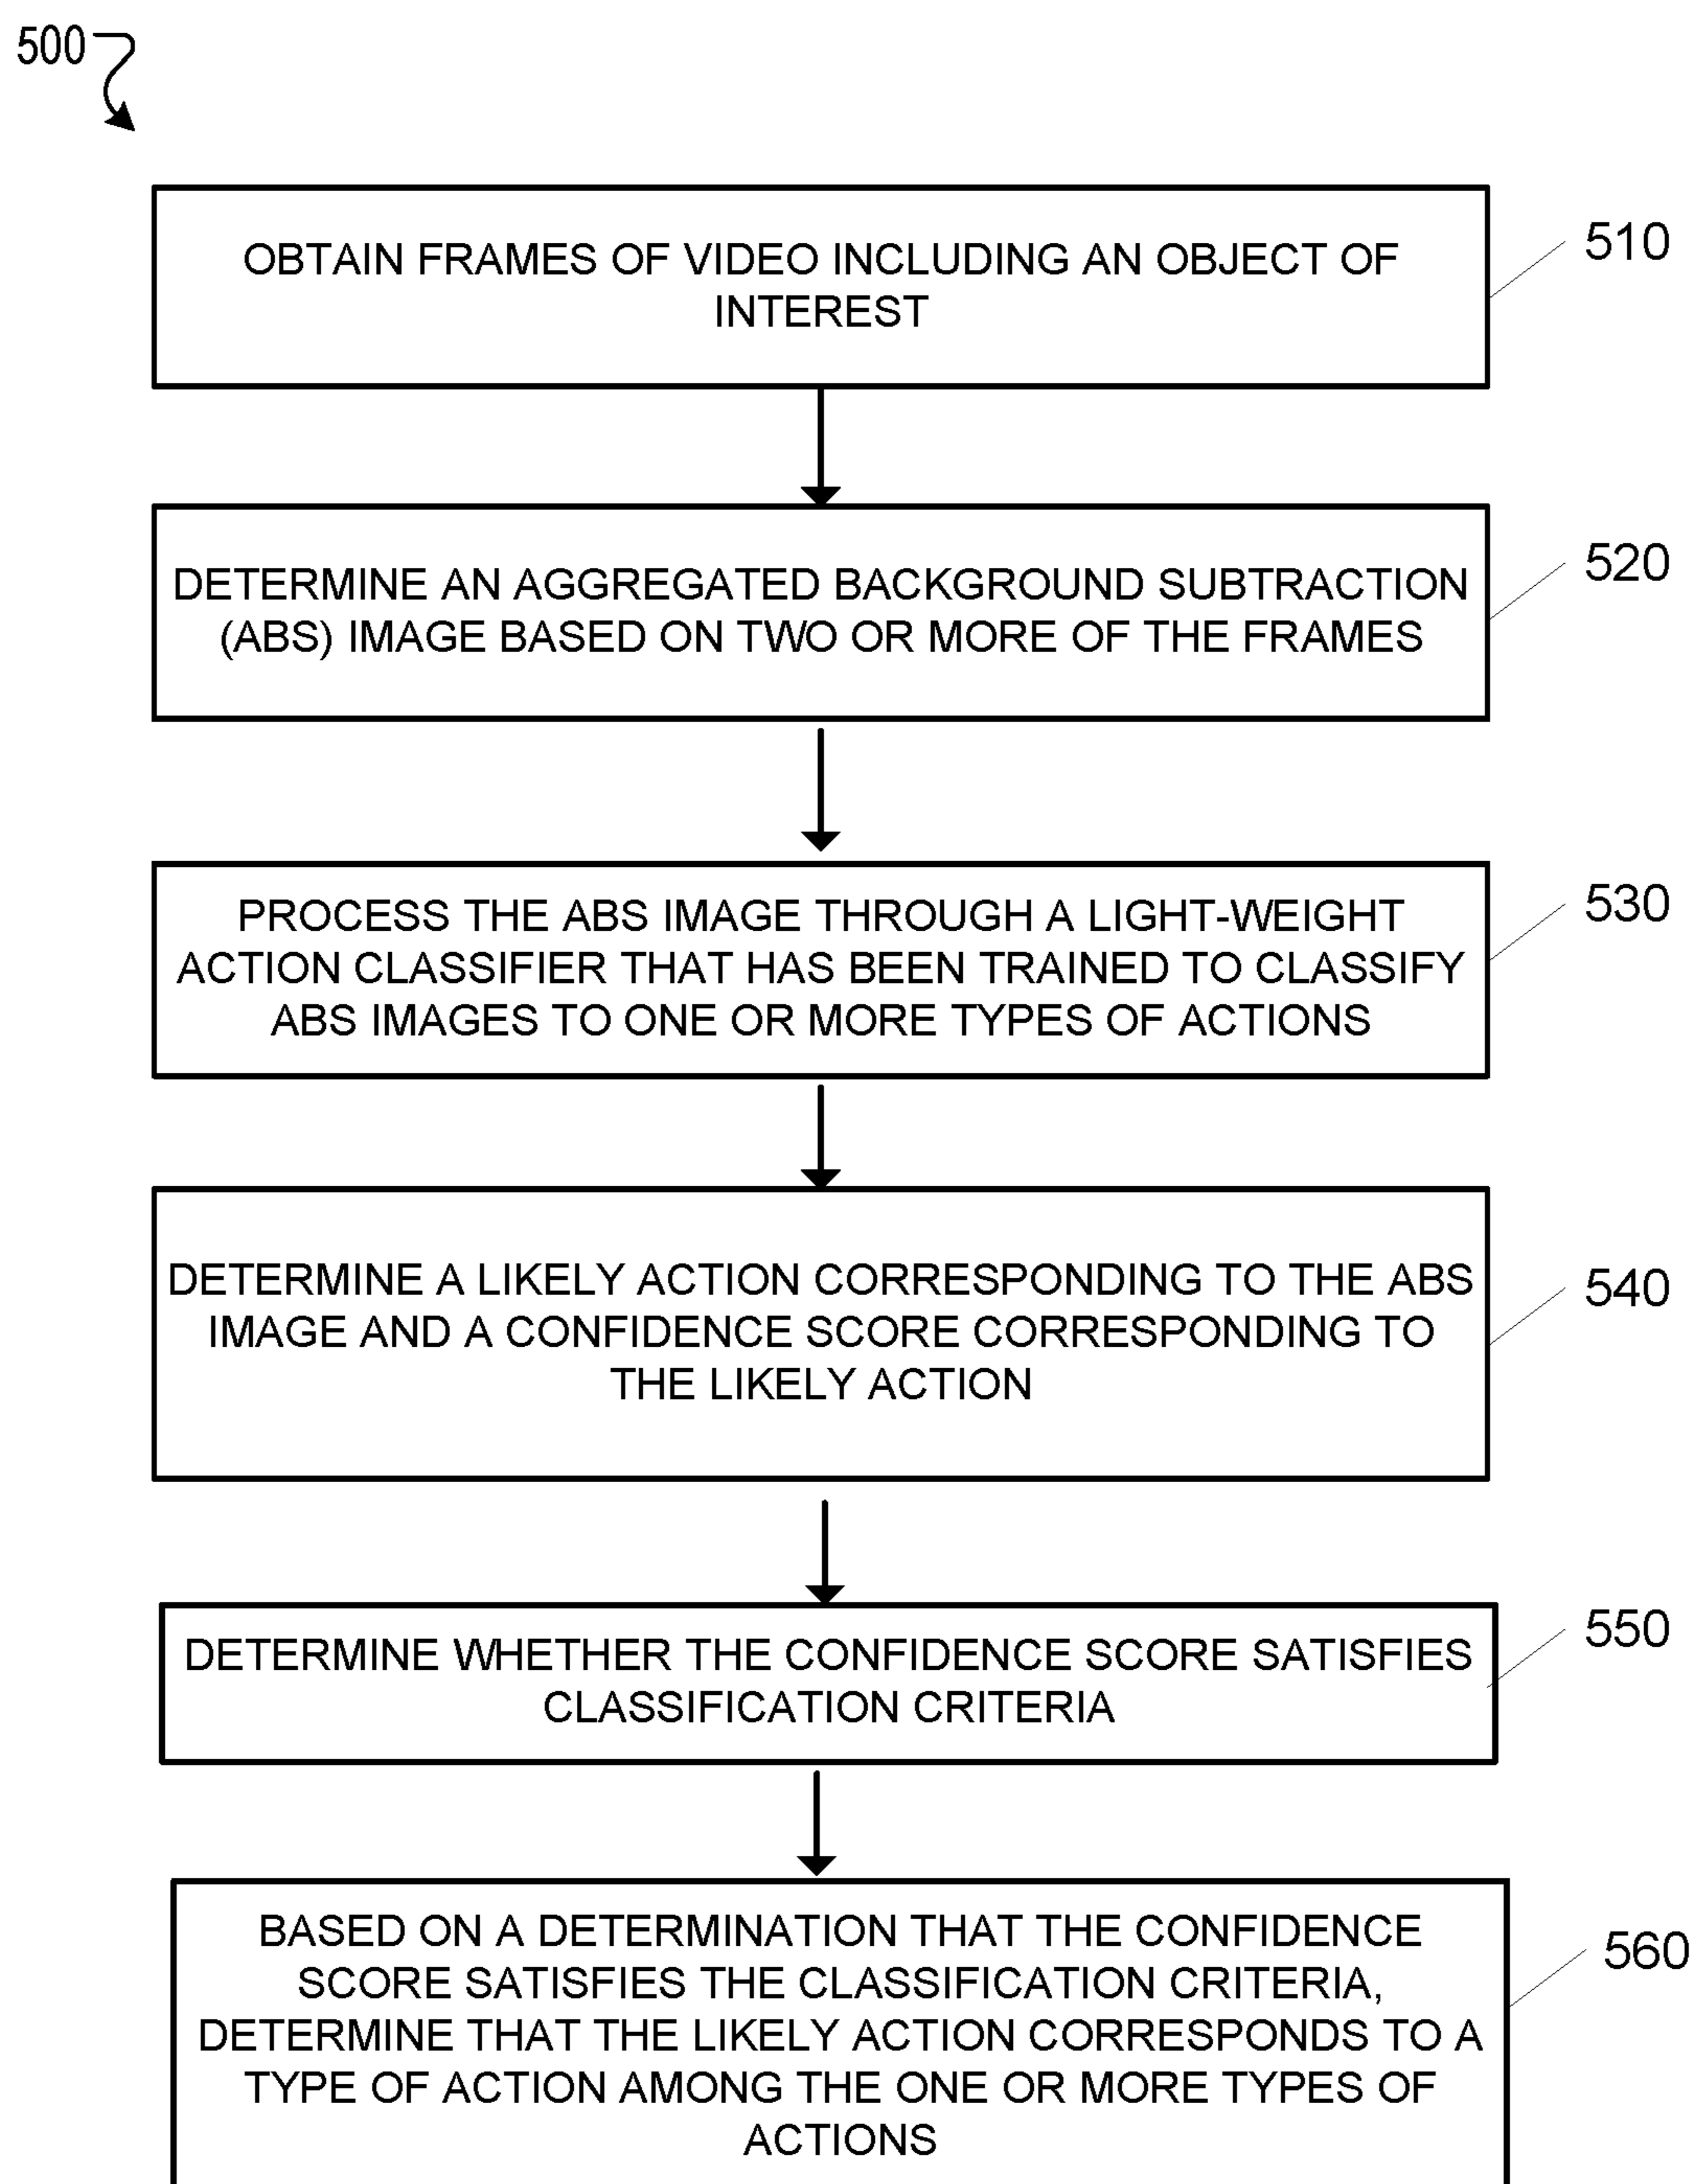 500
OBTAIN FRAMES OF VIDEO INCLUDING AN OBJECT OF
INTEREST
510
DETERMINE AN AGGREGATED BACKGROUND SUBTRACTION
(ABS) IMAGE BASED ON TWO OR MORE OF THE FRAMES
520
PROCESS THE ABS IMAGE THROUGH A LIGHT-WEIGHT
ACTION CLASSIFIER THAT HAS BEEN TRAINED TO CLASSIFY
ABS IMAGES TO ONE OR MORE TYPES OF ACTIONS
530
DETERMINE A LIKELY ACTION CORRESPONDING TO THE ABS
IMAGE AND A CONFIDENCE SCORE CORRESPONDING TO
THE LIKELY ACTION
540
DETERMINE WHETHER THE CONFIDENCE SCORE SATISFIES
CLASSIFICATION CRITERIA
550
BASED ON A DETERMINATION THAT THE CONFIDENCE
SCORE SATISFIES THE CLASSIFICATION CRITERIA,
DETERMINE THAT THE LIKELY ACTION CORRESPONDS TO A
TYPE OF ACTION AMONG THE ONE OR MORE TYPES OF
ACTIONS
560